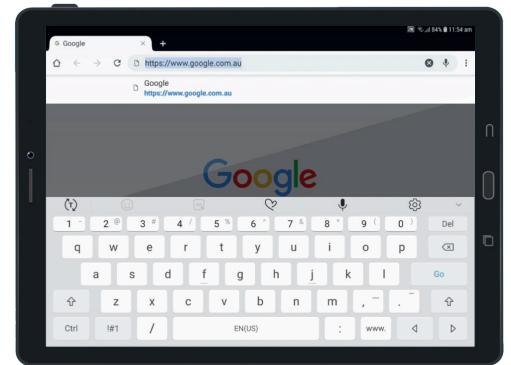 84% 11:54 am
G Google × +
https://www.google.com.au
Google
https://www.google.com.au
Google
1 - 2 @ 3 # 4 / 5 % 6 ^ 7 & 8 * 9 ( 0 ) Del
q w e r t y u i o p
a s d f g h j k l Go
z x c v b n m , .
Ctrl !#1 / EN(US) : www.